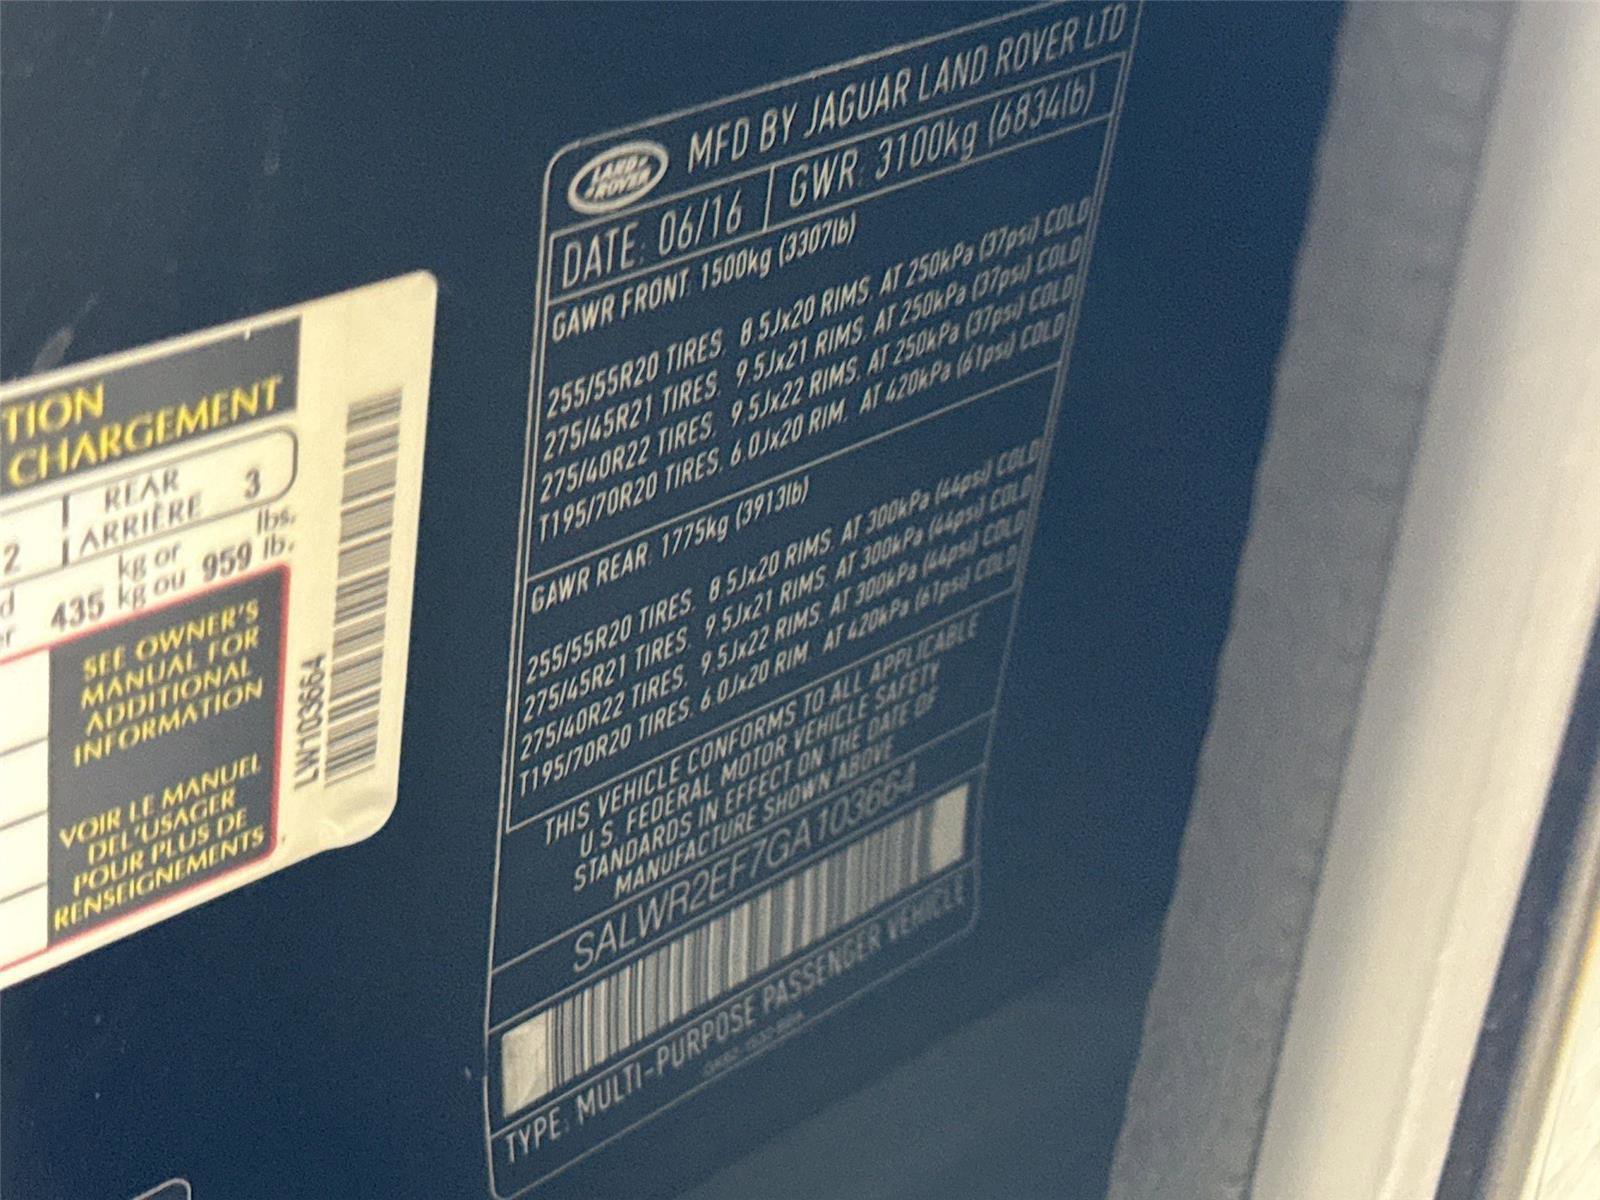 TION
CHARGEMENT
2 REAR 3
ARRIÈRE
435 kg or 959 lbs.
kg ou lb.
SEE OWNER'S
MANUAL FOR
ADDITIONAL
INFORMATION
VOIR LE MANUEL
DEL'USAGER
POUR PLUS DE
RENSEIGNEMENTS
LW103664
LAND ROVER
MFD BY JAGUAR LAND ROVER LTD
DATE: 06/16 GWR: 3100kg (6834lb)
GAWR FRONT: 1500kg (3307lb)
255/55R20 TIRES, 8.5Jx20 RIMS, AT 250kPa (37psi) COLD
275/45R21 TIRES, 9.5Jx21 RIMS, AT 250kPa (37psi) COLD
275/40R22 TIRES, 9.5Jx22 RIMS, AT 250kPa (37psi) COLD
T195/70R20 TIRES, 6.0Jx20 RIM, AT 420kPa (61psi) COLD
GAWR REAR: 1775kg (3913lb)
255/55R20 TIRES, 8.5Jx20 RIMS, AT 300kPa (44psi) COLD
275/45R21 TIRES, 9.5Jx21 RIMS, AT 300kPa (44psi) COLD
275/40R22 TIRES, 9.5Jx22 RIMS, AT 300kPa (44psi) COLD
T195/70R20 TIRES, 6.0Jx20 RIM, AT 420kPa (61psi) COLD
THIS VEHICLE CONFORMS TO ALL APPLICABLE
U.S. FEDERAL MOTOR VEHICLE SAFETY
STANDARDS IN EFFECT ON THE DATE OF
MANUFACTURE SHOWN ABOVE
SALWR2EF7GA103664
TYPE: MULTI-PURPOSE PASSENGER VEHICLE